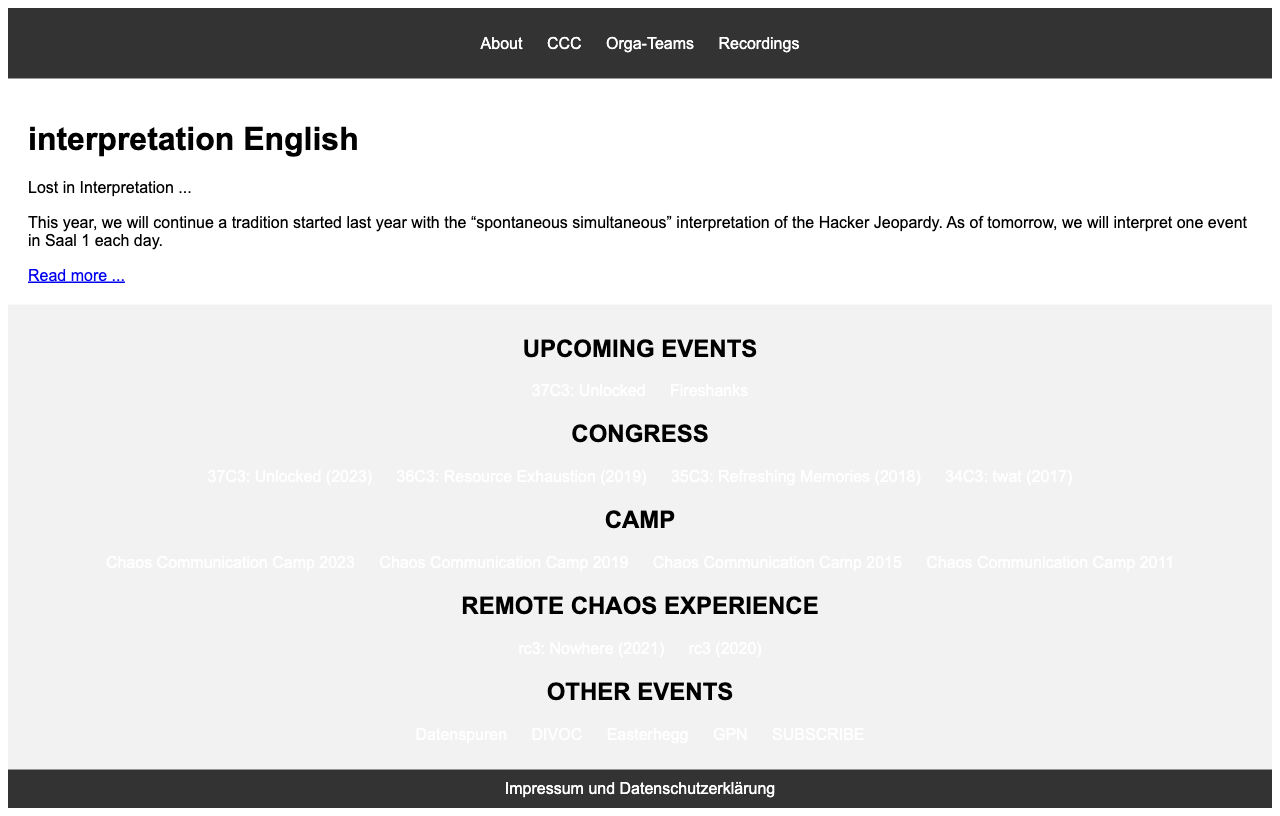 About CCC Orga-Teams Recordings
interpretation English
Lost in Interpretation ...
This year, we will continue a tradition started last year with the “spontaneous simultaneous” interpretation of the Hacker Jeopardy. As of tomorrow, we will interpret one event
in Saal 1 each day.
Read more ...
UPCOMING EVENTS
37C3: Unlocked Fireshanks
CONGRESS
37C3: Unlocked (2023) 36C3: Resource Exhaustion (2019) 35C3: Refreshing Memories (2018) 34C3: twat (2017)
CAMP
Chaos Communication Camp 2023 Chaos Communication Camp 2019 Chaos Communication Camp 2015 Chaos Communication Camp 2011
REMOTE CHAOS EXPERIENCE
rc3: Nowhere (2021) rc3 (2020)
OTHER EVENTS
Datenspuren DIVOC Easterhegg GPN SUBSCRIBE
Impressum und Datenschutzerklärung